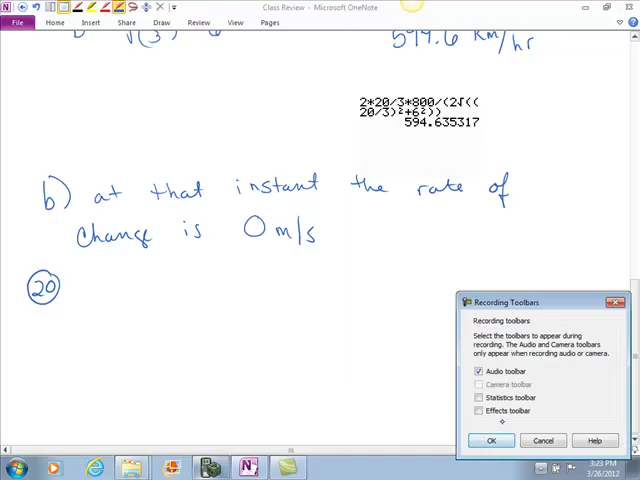 Class Review - Microsoft OneNote
File Home Insert Share Draw Review View Pages
√(3) 6
594.6 km/hr
2*20/3*800/(2√((
20/3)²+6²))
594.635317
b) at that instant the rate of
change is 0 m/s
20
Recording Toolbars
Recording toolbars
Select the toolbars to appear during
recording. The Audio and Camera toolbars
only appear when recording audio or camera.
Audio toolbar
Camera toolbar
Statistics toolbar
Effects toolbar
OK Cancel Help
3:23 PM
3/26/2012